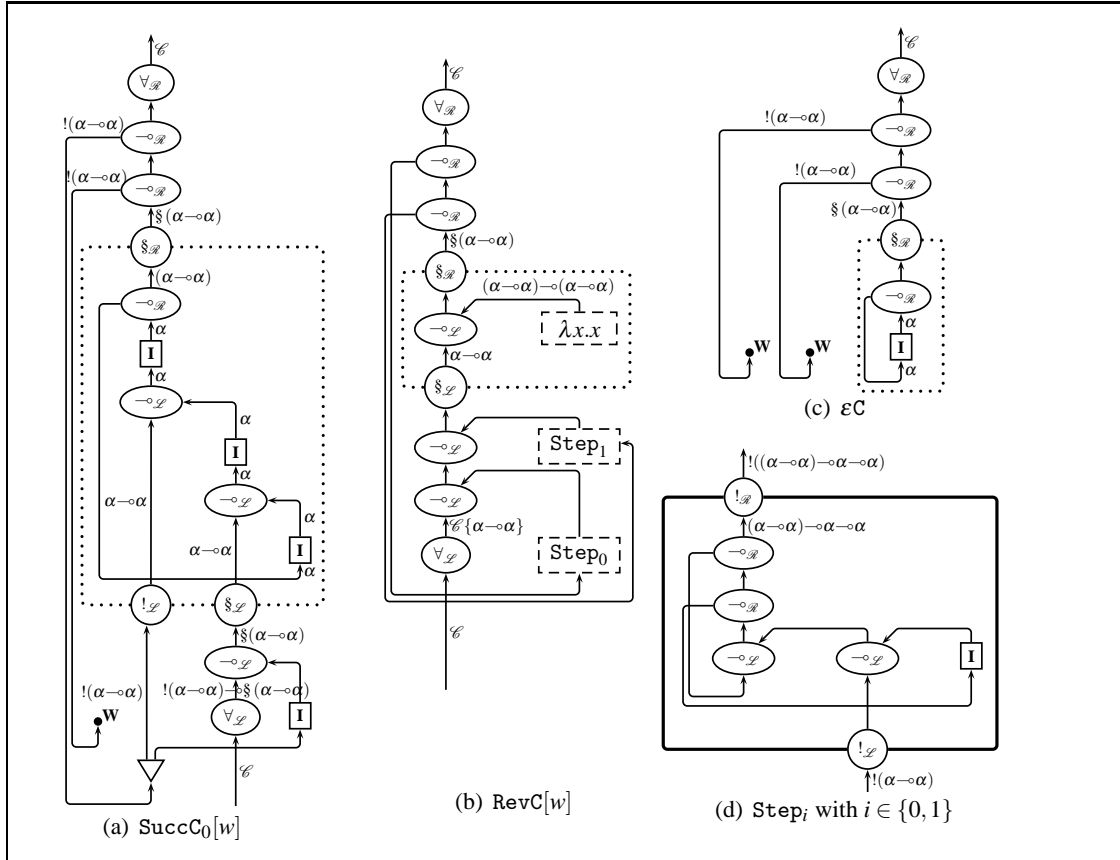 𝒞
∀ℛ
!(α⊸α)
⊸ℛ
!(α⊸α)
⊸ℛ
§(α⊸α)
§ℛ
(α⊸α)
⊸ℛ
α
I
α
⊸ℒ
α
I
α
α⊸α
⊸ℒ
α
α⊸α
I
α
!ℒ
§ℒ
§(α⊸α)
⊸ℒ
!(α⊸α)
!(α⊸α)⊸§(α⊸α)
W
∀ℒ
I
𝒞
(a) SuccC₀[w]
𝒞
∀ℛ
⊸ℛ
⊸ℛ
§(α⊸α)
§ℛ
(α⊸α)⊸(α⊸α)
⊸ℒ
λx.x
α⊸α
§ℒ
⊸ℒ
Step₁
⊸ℒ
𝒞{α⊸α}
∀ℒ
Step₀
𝒞
(b) RevC[w]
𝒞
∀ℛ
!(α⊸α)
⊸ℛ
!(α⊸α)
⊸ℛ
§(α⊸α)
§ℛ
⊸ℛ
α
W
W
I
α
(c) εC
!((α⊸α)⊸α⊸α)
!ℛ
(α⊸α)⊸α⊸α
⊸ℛ
⊸ℛ
⊸ℒ
⊸ℒ
I
!ℒ
!(α⊸α)
(d) Stepᵢ with i ∈ {0,1}